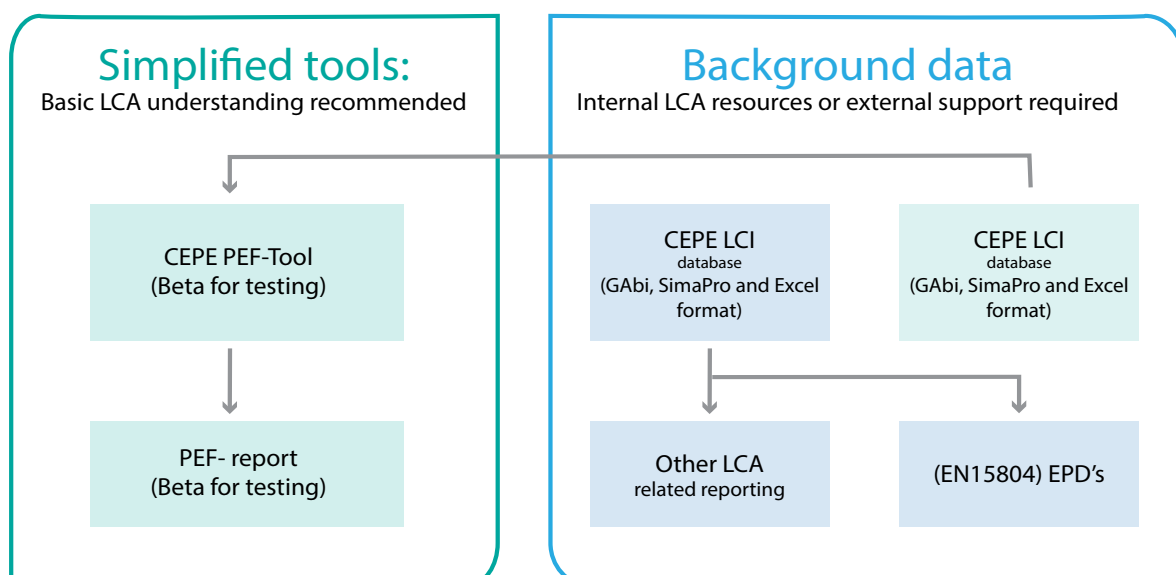 Simplified tools:
Basic LCA understanding recommended
CEPE PEF-Tool
(Beta for testing)
PEF- report
(Beta for testing)
Background data
Internal LCA resources or external support required
CEPE LCI
database
(GAbi, SimaPro and Excel
format)
CEPE LCI
database
(GAbi, SimaPro and Excel
format)
Other LCA
related reporting
(EN15804) EPD’s